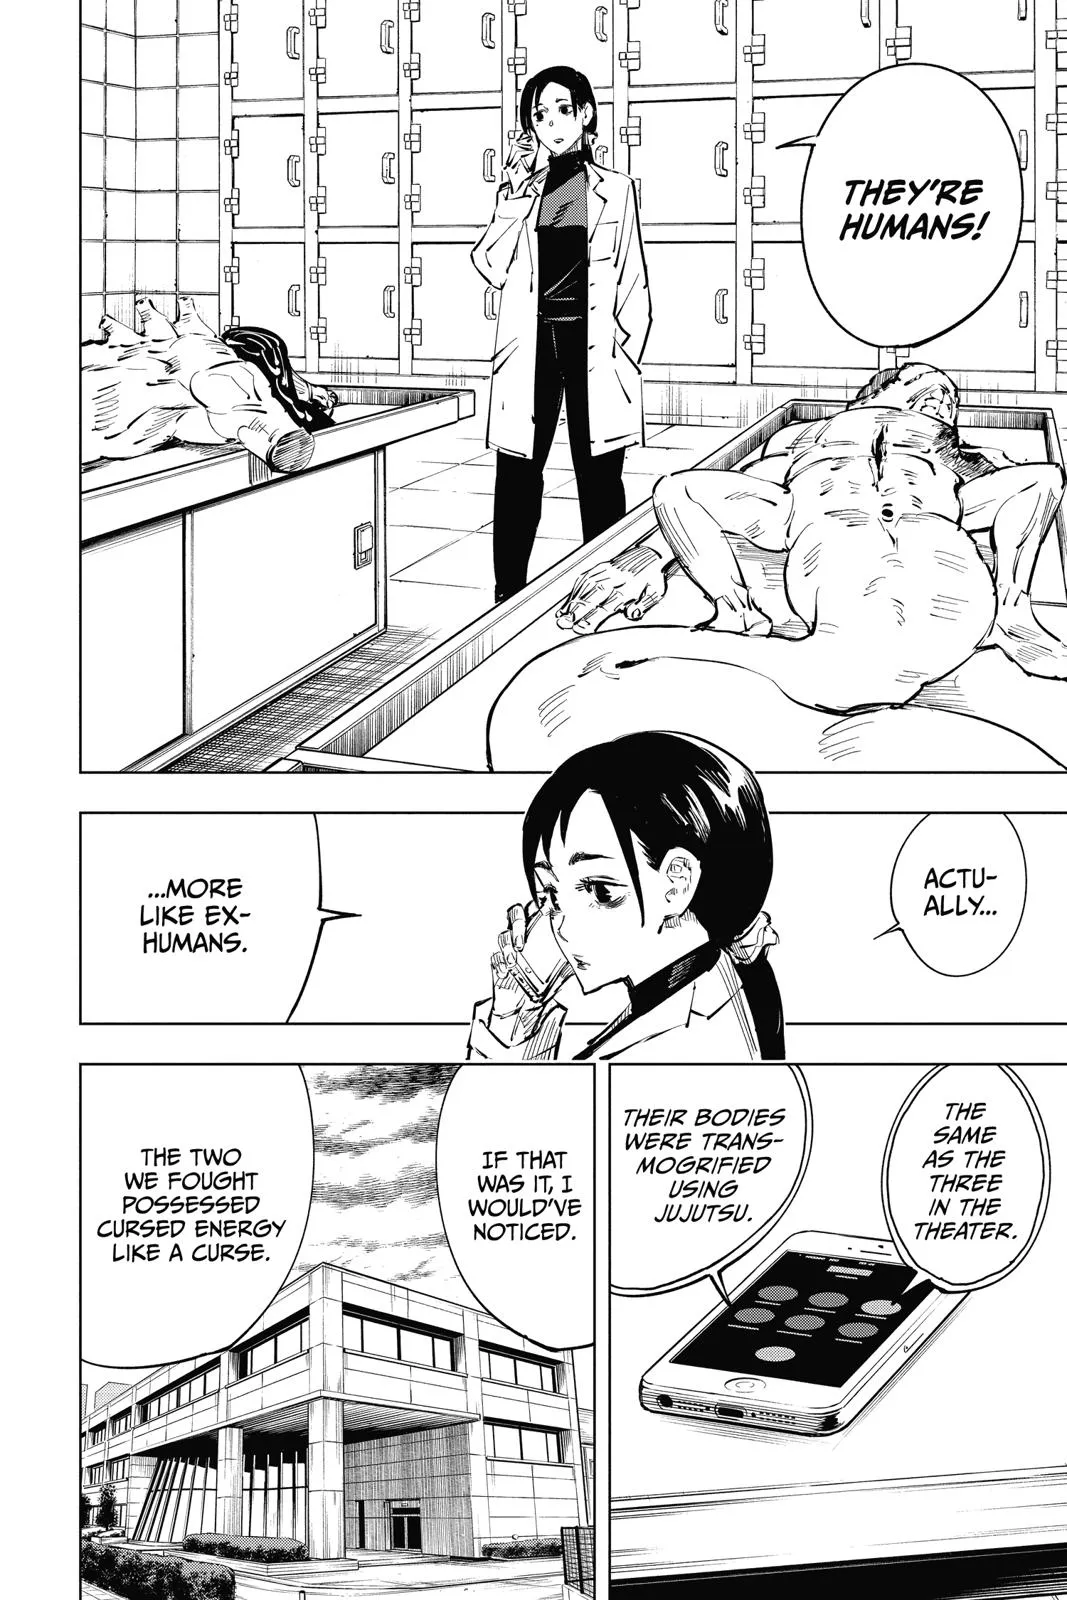 THEY'RE
HUMANS!
ACTU-
ALLY...
...MORE
LIKE EX-
HUMANS.
THE
SAME
AS THE
THREE
IN THE
THEATER.
THEIR BODIES
WERE TRANS-
MOGRIFIED
USING
JUJUTSU.
IF THAT
WAS IT, I
WOULD'VE
NOTICED.
THE TWO
WE FOUGHT
POSSESSED
CURSED ENERGY
LIKE A CURSE.